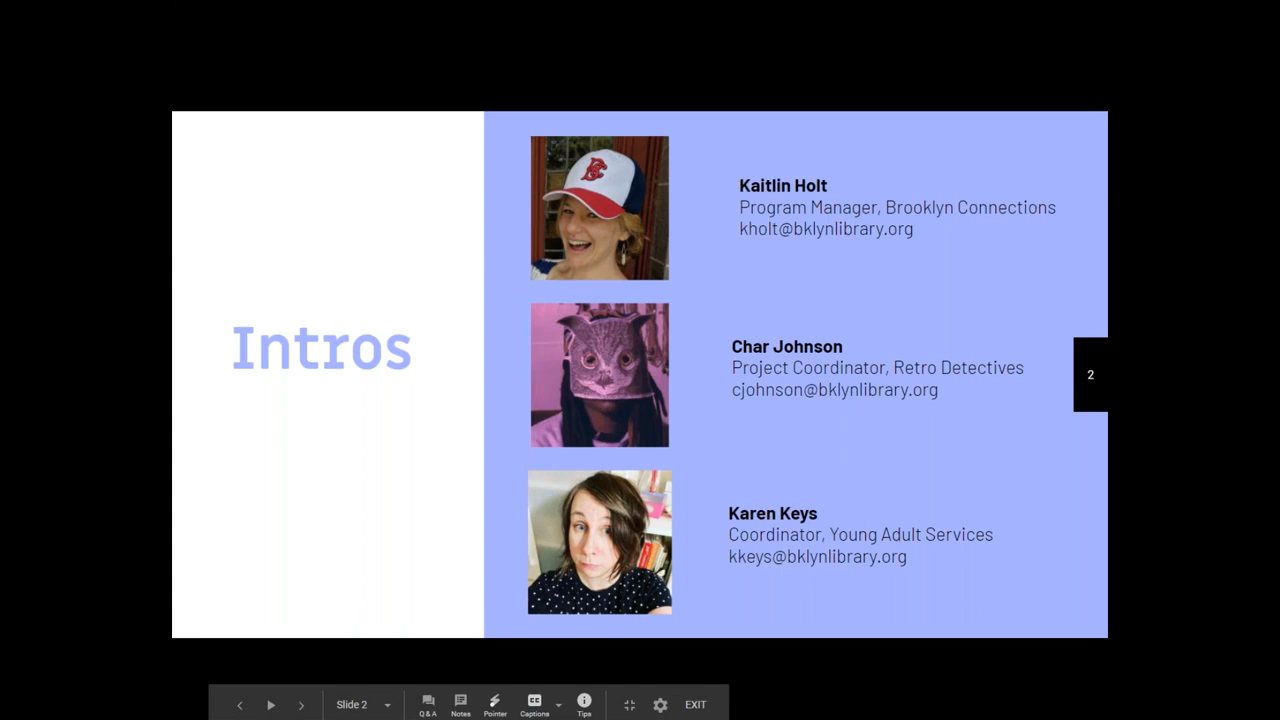 Intros
Kaitlin Holt
Program Manager, Brooklyn Connections
kholt@bklynlibrary.org
Char Johnson
Project Coordinator, Retro Detectives
cjohnson@bklynlibrary.org
2
Karen Keys
Coordinator, Young Adult Services
kkeys@bklynlibrary.org
Slide 2
Q&A Notes Pointer Captions Tips EXIT